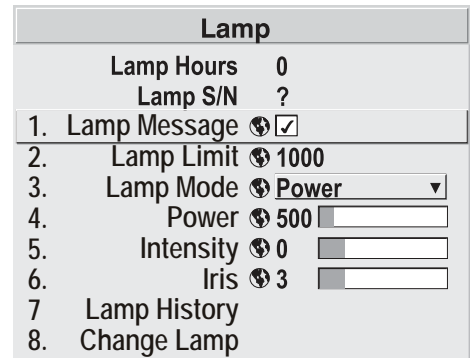 Lamp
Lamp Hours 0
Lamp S/N ?
1. Lamp Message
2. Lamp Limit 1000
3. Lamp Mode Power
4. Power 500
5. Intensity 0
6. Iris 3
7 Lamp History
8. Change Lamp